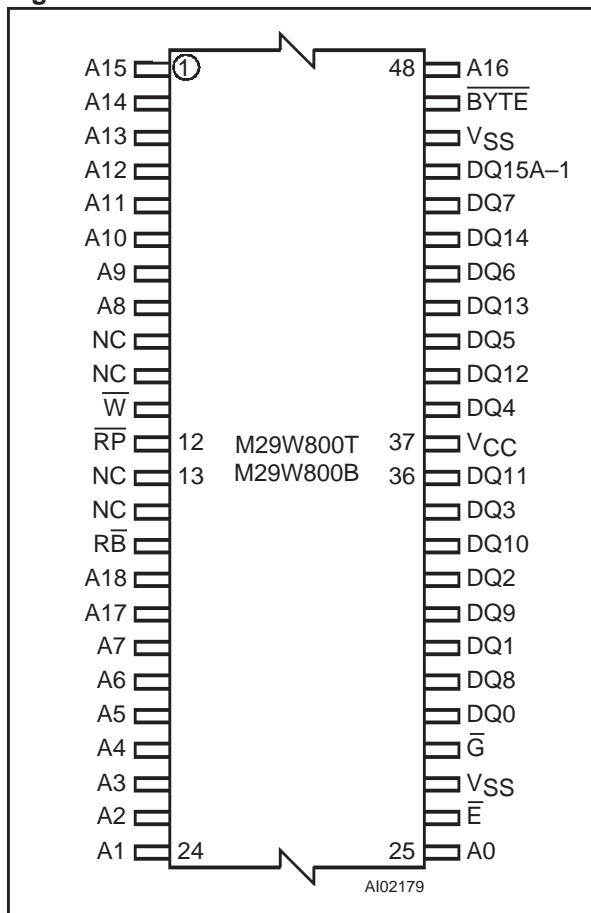 A15 1 48 A16
A14 B̅Y̅T̅E̅
A13 VSS
A12 DQ15A–1
A11 DQ7
A10 DQ14
A9 DQ6
A8 DQ13
NC DQ5
NC DQ12
W̅ DQ4
R̅P̅ 12 M29W800T 37 VCC
NC 13 M29W800B 36 DQ11
NC DQ3
RB̅ DQ10
A18 DQ2
A17 DQ9
A7 DQ1
A6 DQ8
A5 DQ0
A4 G̅
A3 VSS
A2 E̅
A1 24 25 A0
AI02179